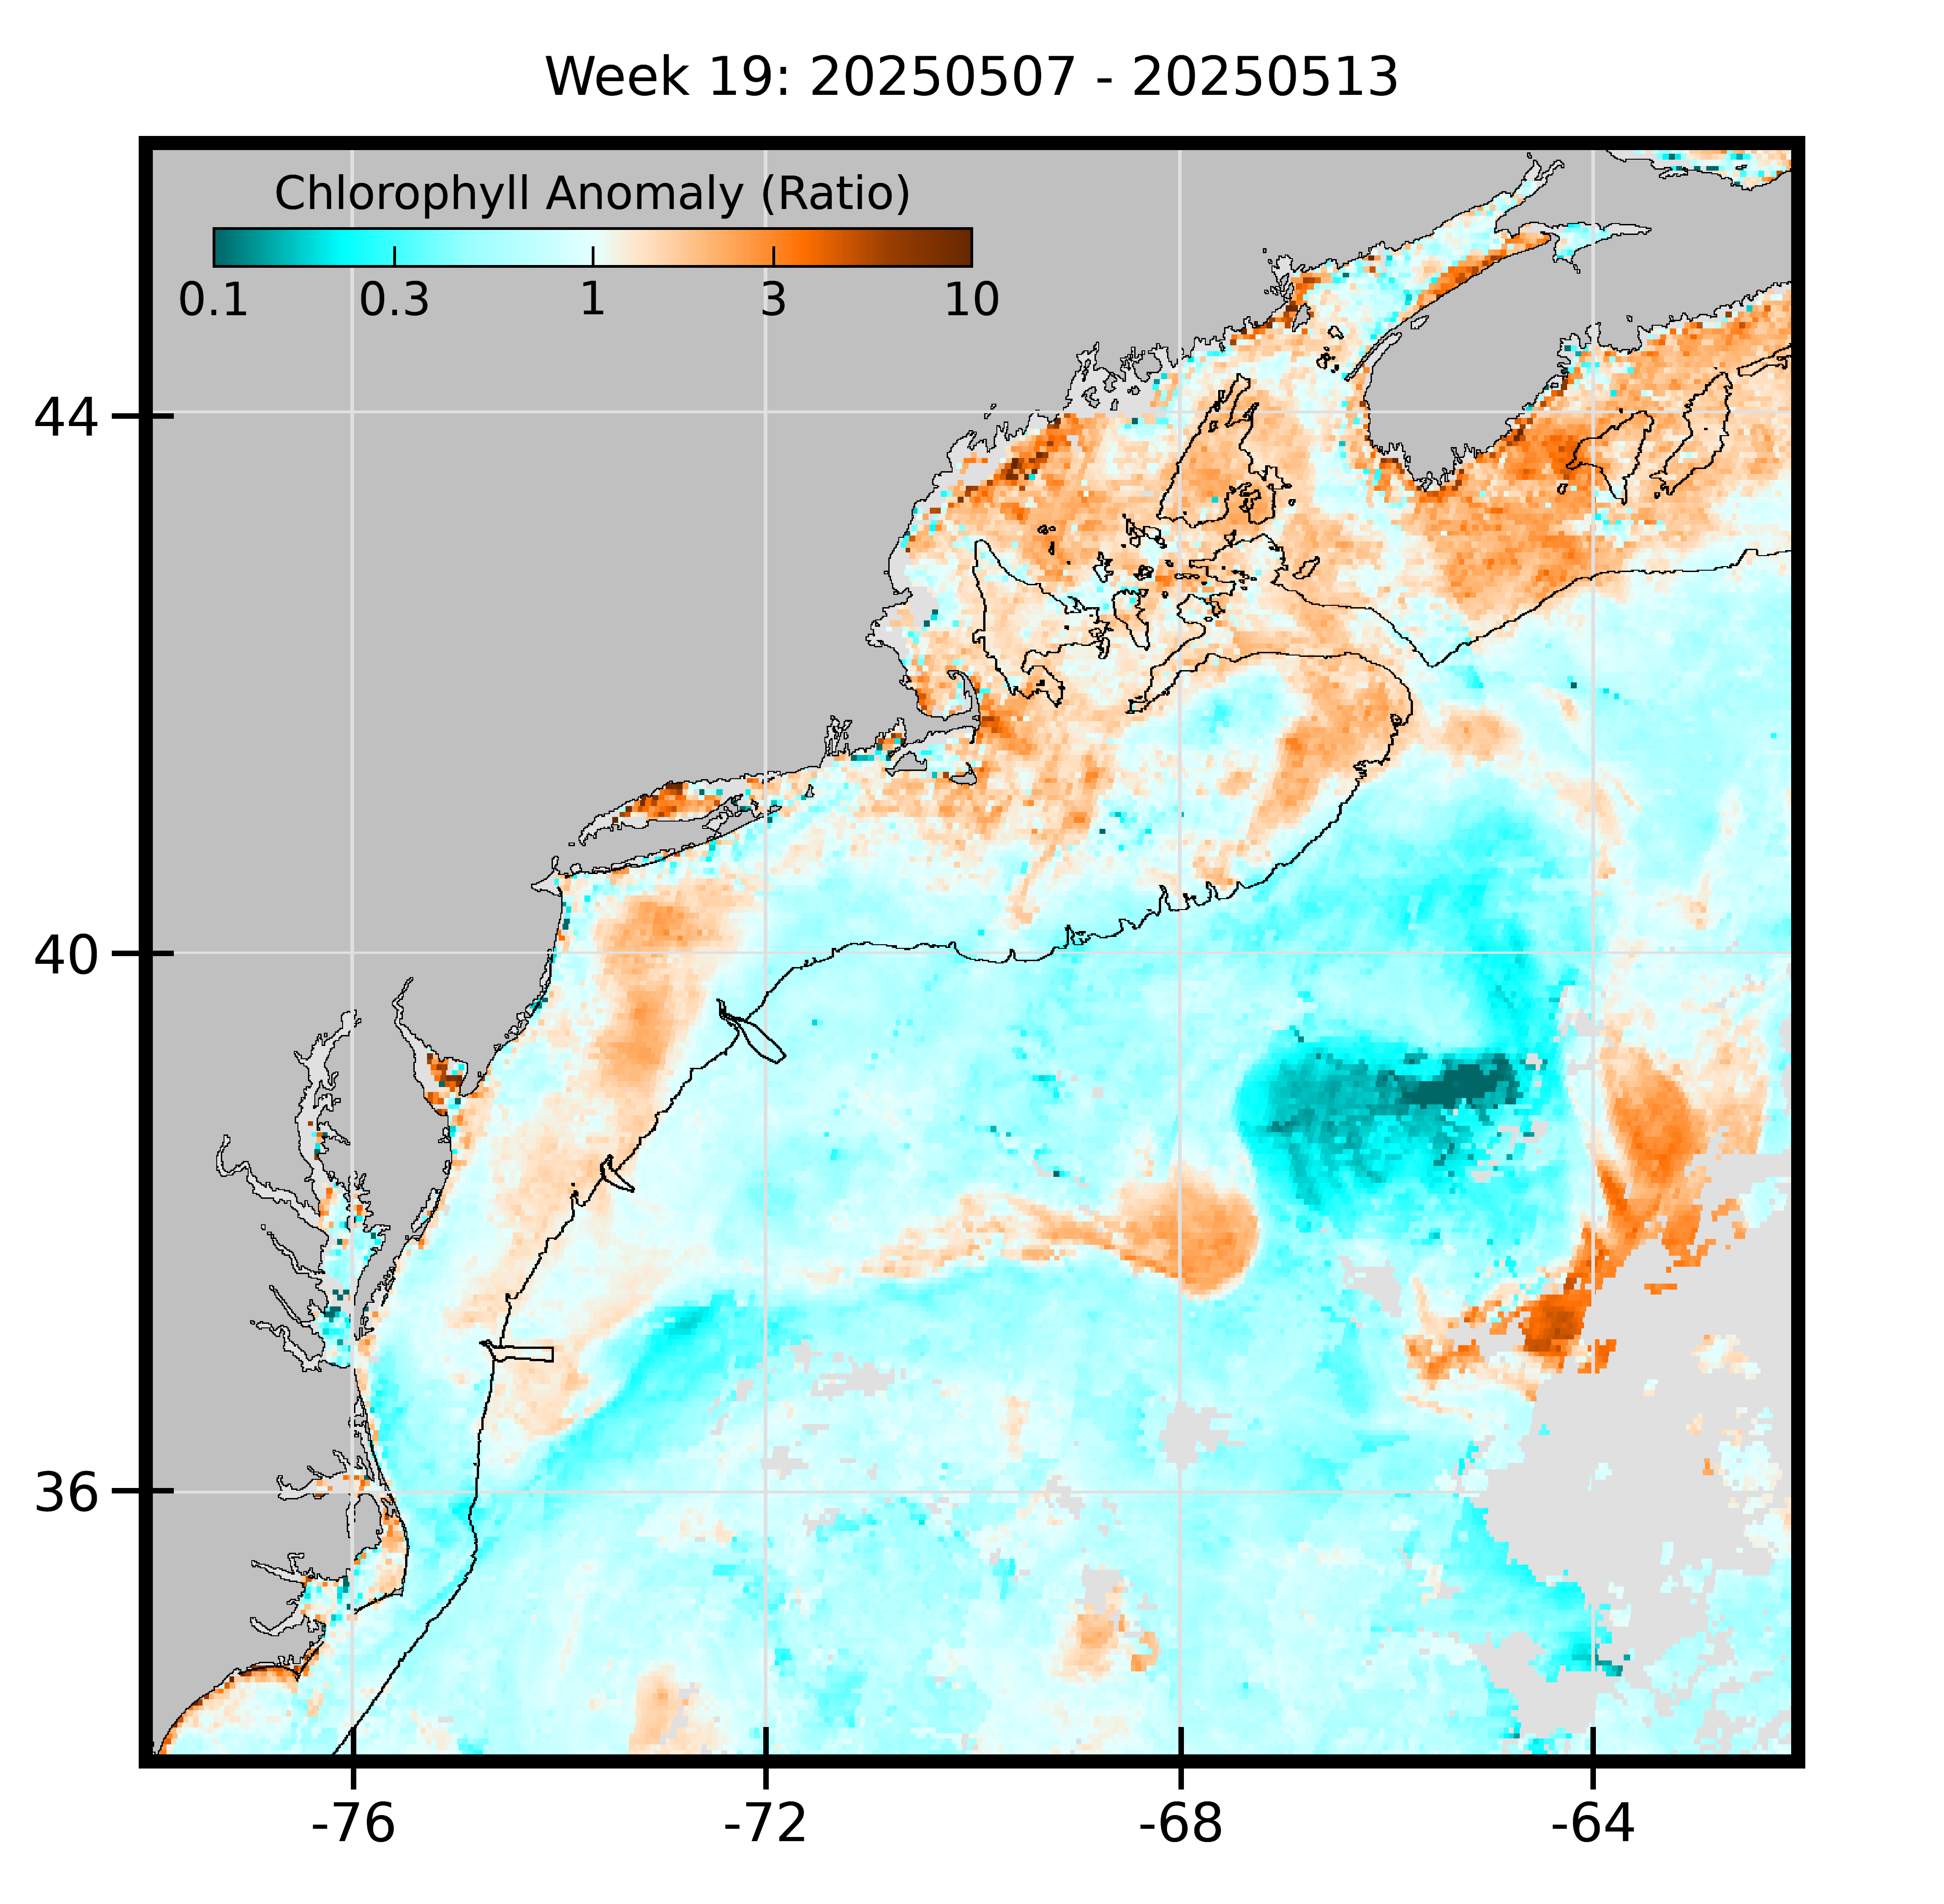 Week 19: 20250507 - 20250513
Chlorophyll Anomaly (Ratio)
0.1 0.3 1 3 10
44
40
36
-76 -72 -68 -64